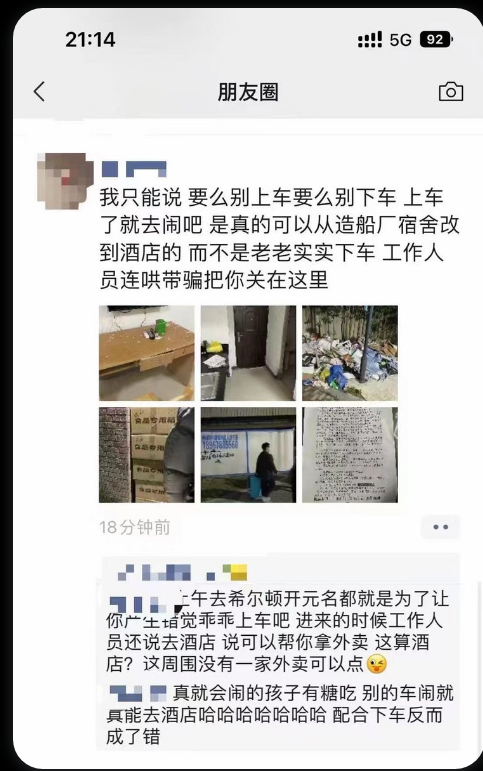 21:14
5G
92
朋友圈
我只能说 要么别上车要么别下车 上车
了就去闹吧 是真的可以从造船厂宿舍改
到酒店的 而不是老老实实下车 工作人
员连哄带骗把你关在这里
食品专用箱
18分钟前
上午去希尔顿开元名都就是为了让
你产生错觉乖乖上车吧 进来的时候工作人
员还说去酒店 说可以帮你拿外卖 这算酒
店？这周围没有一家外卖可以点😜
真就会闹的孩子有糖吃 别的车闹就
真能去酒店哈哈哈哈哈哈哈哈 配合下车反而
成了错